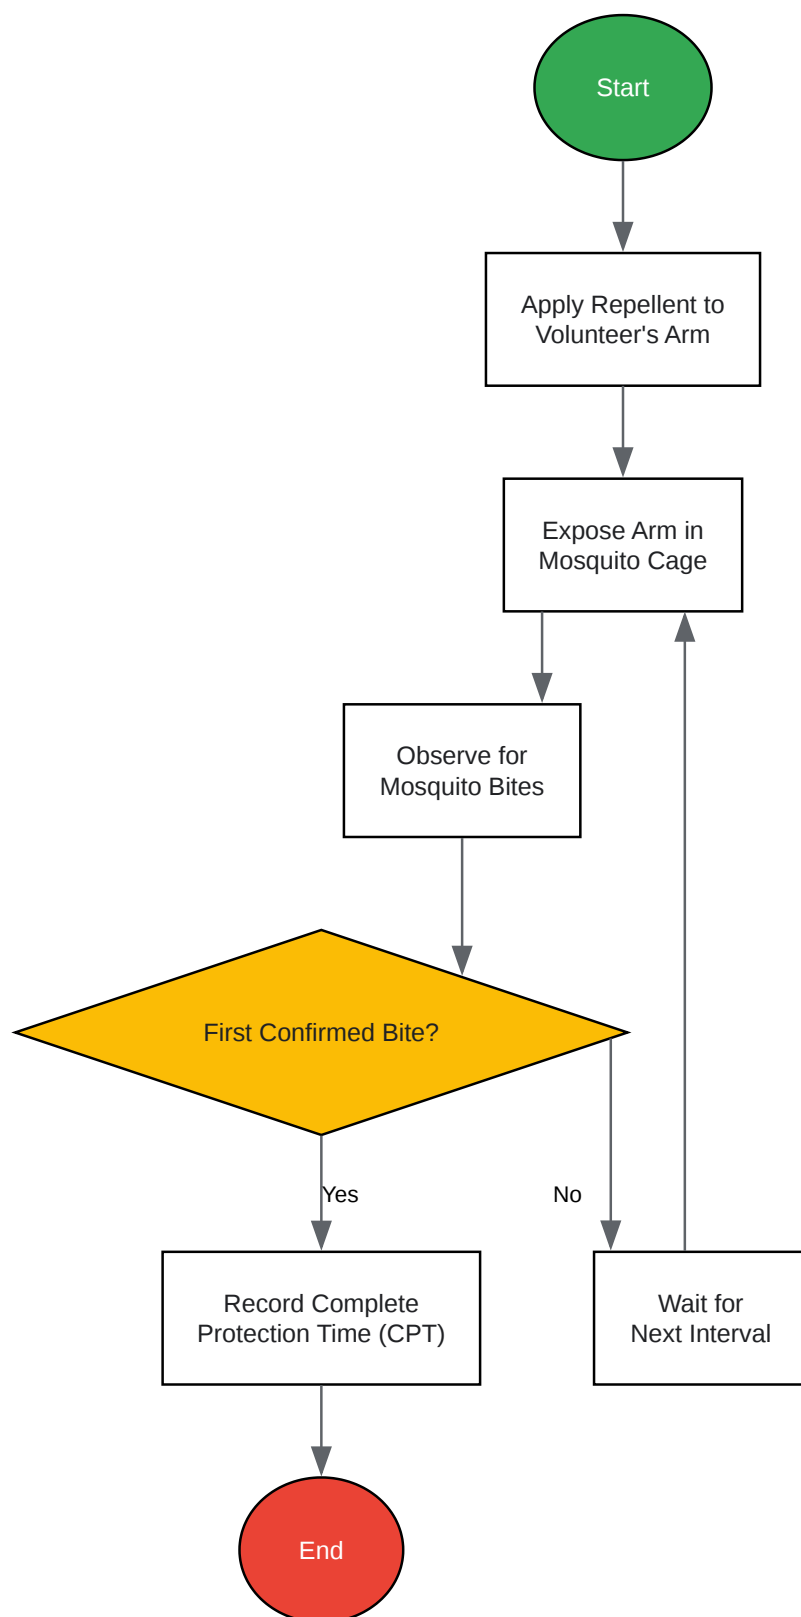 Start
Apply Repellent to
Volunteer's Arm
Expose Arm in
Mosquito Cage
Observe for
Mosquito Bites
First Confirmed Bite?
Yes
No
Record Complete
Protection Time (CPT)
Wait for
Next Interval
End